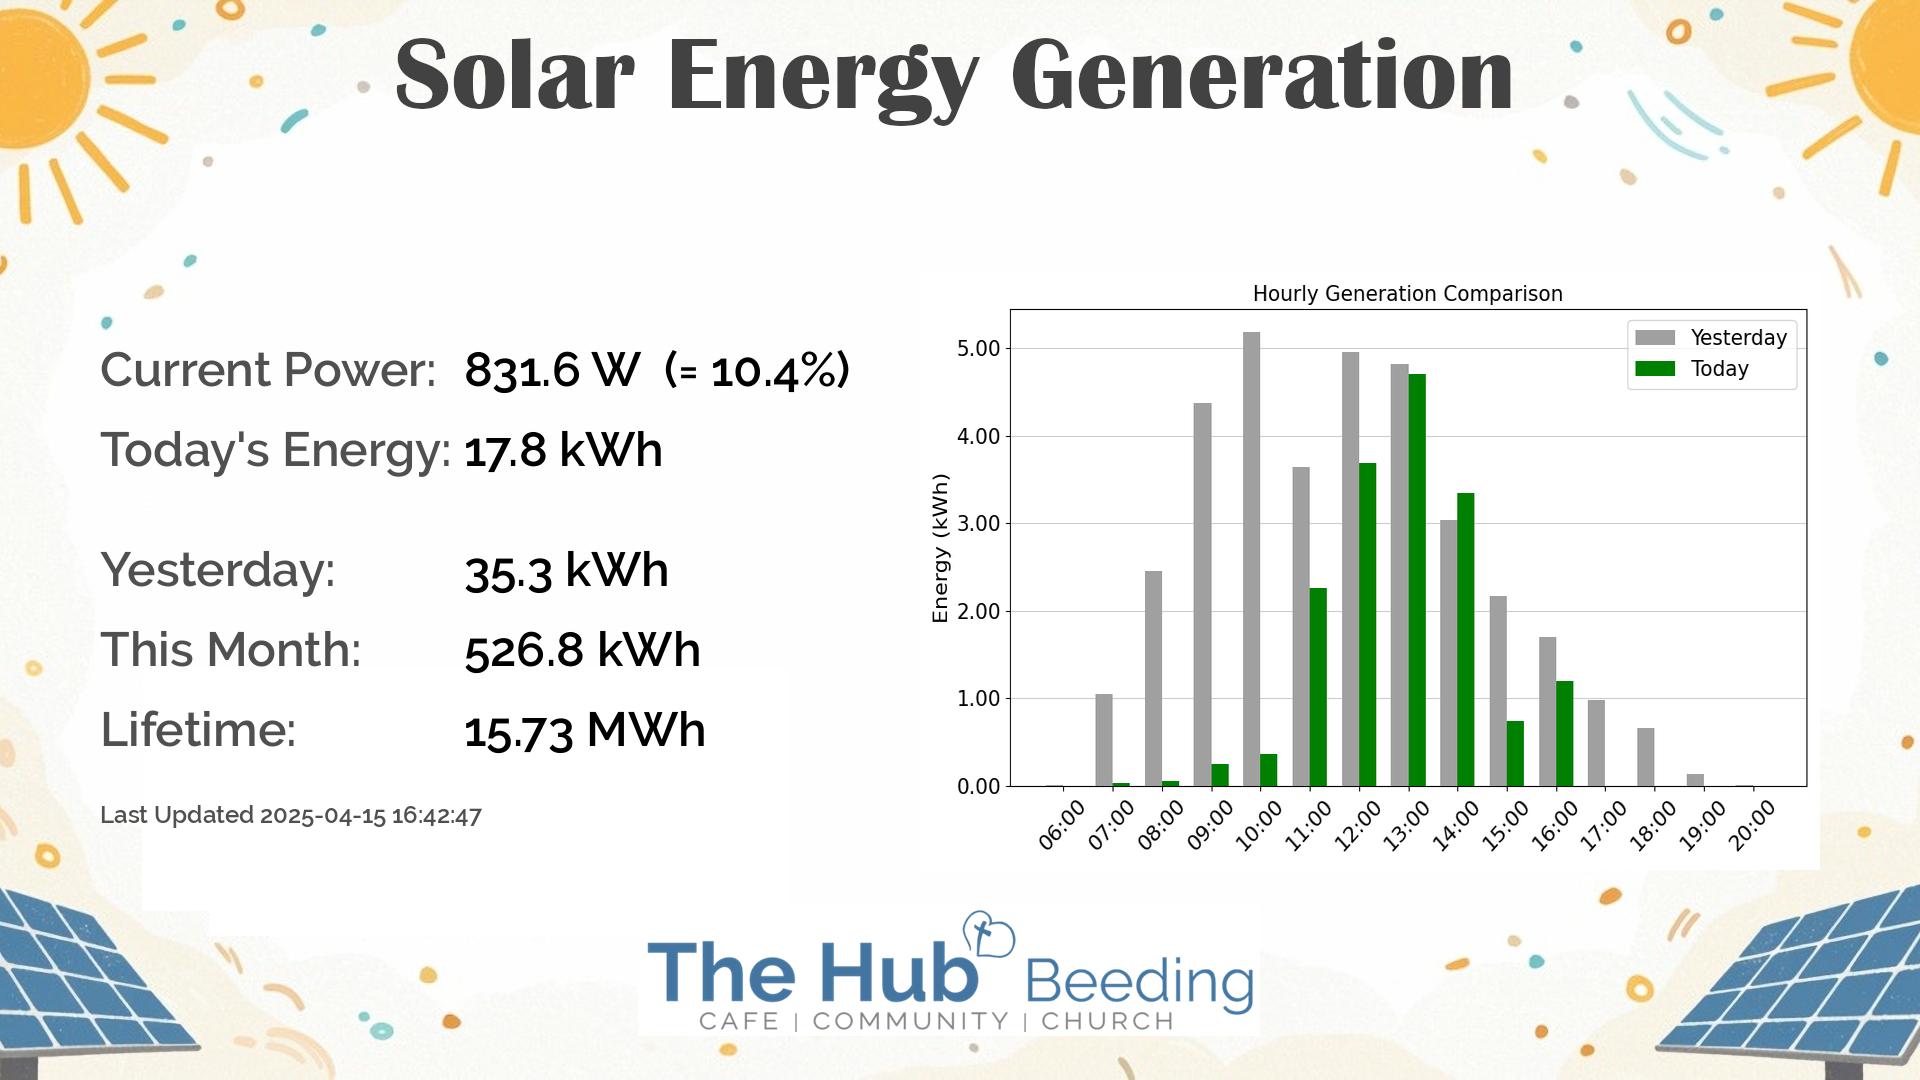 Solar Energy Generation
Current Power: 831.6 W (= 10.4%)
Today's Energy: 17.8 kWh
Yesterday: 35.3 kWh
This Month: 526.8 kWh
Lifetime: 15.73 MWh
Last Updated 2025-04-15 16:42:47
Hourly Generation Comparison
Yesterday
Today
Energy (kWh)
5.00
4.00
3.00
2.00
1.00
0.00
06:00 07:00 08:00 09:00 10:00 11:00 12:00 13:00 14:00 15:00 16:00 17:00 18:00 19:00 20:00
The Hub Beeding
CAFE | COMMUNITY | CHURCH